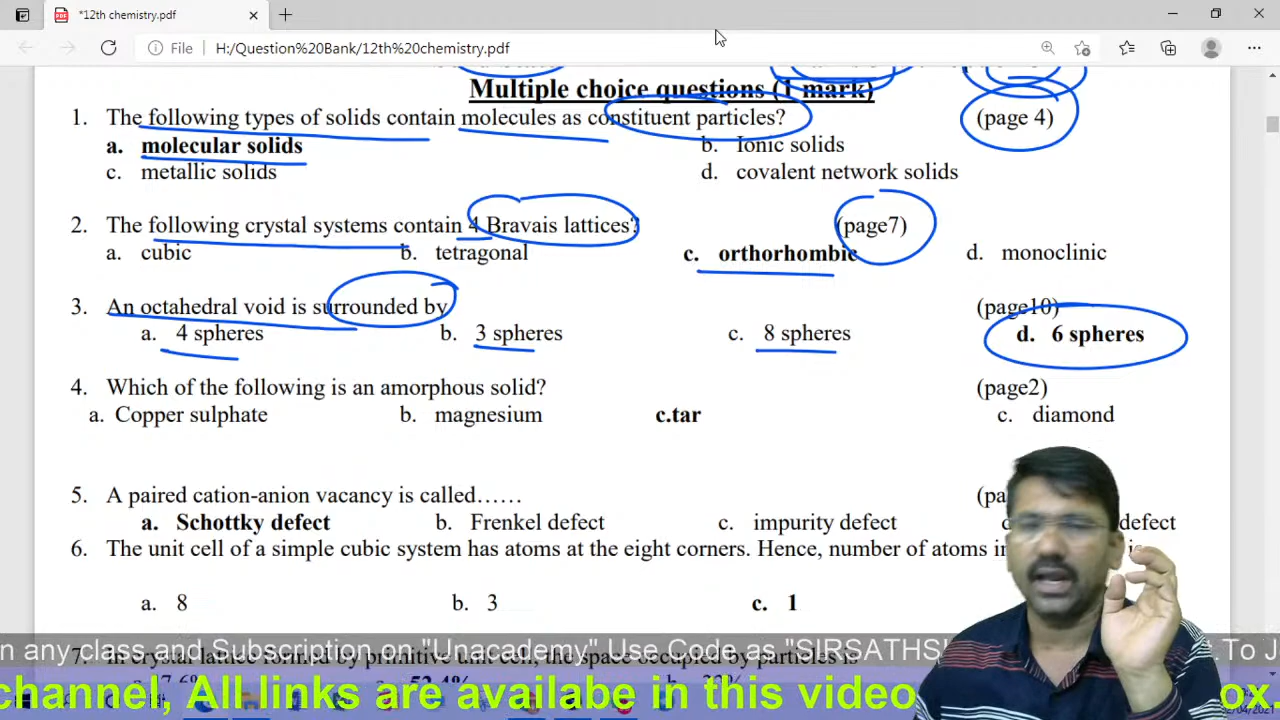 *12th chemistry.pdf
File H:/Question%20Bank/12th%20chemistry.pdf
Multiple choice questions (1 mark)
1. The following types of solids contain molecules as constituent particles? (page 4)
a. molecular solids b. Ionic solids
c. metallic solids d. covalent network solids
2. The following crystal systems contain 4 Bravais lattices? (page7)
a. cubic b. tetragonal c. orthorhombic d. monoclinic
3. An octahedral void is surrounded by (page10)
a. 4 spheres b. 3 spheres c. 8 spheres d. 6 spheres
4. Which of the following is an amorphous solid? (page2)
a. Copper sulphate b. magnesium c.tar c. diamond
5. A paired cation-anion vacancy is called……
a. Schottky defect b. Frenkel defect c. impurity defect defect
6. The unit cell of a simple cubic system has atoms at the eight corners. Hence, number of atoms in
a. 8 b. 3 c. 1
n any class and Subscription on "Unacademy" Use Code as "SIRSATHS .To J
channel, All links are availabe in this video ox